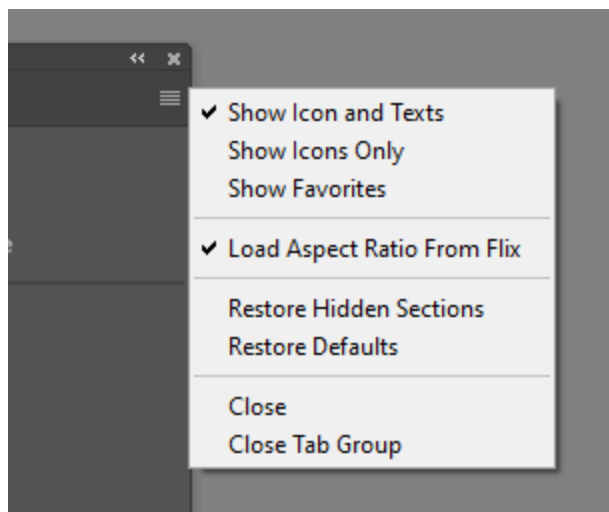 Show Icon and Texts
Show Icons Only
Show Favorites
Load Aspect Ratio From Flix
Restore Hidden Sections
Restore Defaults
Close
Close Tab Group